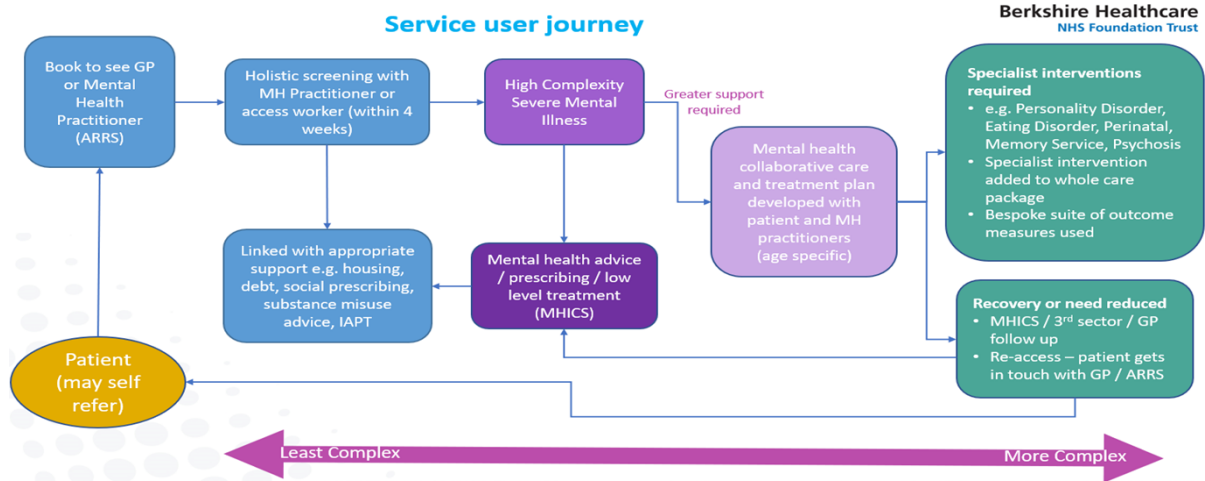 Service user journey
Berkshire Healthcare
NHS Foundation Trust
Book to see GP
or Mental
Health
Practitioner
(ARRS)
Holistic screening with
MH Practitioner or
access worker (within 4
weeks)
High Complexity
Severe Mental
Illness
Greater support
required
Mental health
collaborative care
and treatment plan
developed with
patient and MH
practitioners
(age specific)
Specialist interventions
required
• e.g. Personality Disorder,
Eating Disorder, Perinatal,
Memory Service, Psychosis
• Specialist intervention
added to whole care
package
• Bespoke suite of outcome
measures used
Linked with appropriate
support e.g. housing,
debt, social prescribing,
substance misuse
advice, IAPT
Mental health advice
/ prescribing / low
level treatment
(MHICS)
Recovery or need reduced
• MHICS / 3rd sector / GP
follow up
• Re-access – patient gets
in touch with GP / ARRS
Patient
(may self
refer)
Least Complex
More Complex